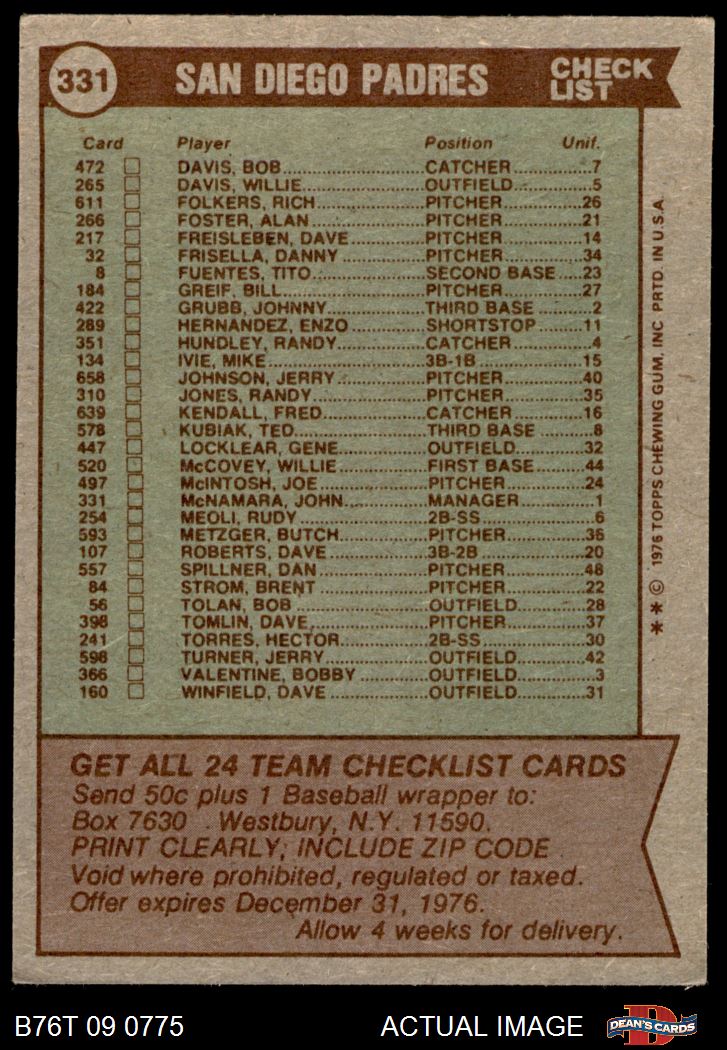 331 SAN DIEGO PADRES CHECK LIST
Card Player Position Unif.
472 DAVIS, BOB CATCHER 7
265 DAVIS, WILLIE OUTFIELD 5
611 FOLKERS, RICH PITCHER 26
266 FOSTER, ALAN PITCHER 21
217 FREISLEBEN, DAVE PITCHER 14
32 FRISELLA, DANNY PITCHER 34
8 FUENTES, TITO SECOND BASE 23
184 GREIF, BILL PITCHER 27
422 GRUBB, JOHNNY THIRD BASE 2
289 HERNANDEZ, ENZO SHORTSTOP 11
351 HUNDLEY, RANDY CATCHER 4
134 IVIE, MIKE 3B-1B 15
658 JOHNSON, JERRY PITCHER 40
310 JONES, RANDY PITCHER 35
639 KENDALL, FRED CATCHER 16
578 KUBIAK, TED THIRD BASE 8
447 LOCKLEAR, GENE OUTFIELD 32
520 McCOVEY, WILLIE FIRST BASE 44
497 McINTOSH, JOE PITCHER 24
331 McNAMARA, JOHN MANAGER 1
254 MEOLI, RUDY 2B-SS 6
593 METZGER, BUTCH PITCHER 36
107 ROBERTS, DAVE 3B-2B 20
557 SPILLNER, DAN PITCHER 48
84 STROM, BRENT PITCHER 22
56 TOLAN, BOB OUTFIELD 28
398 TOMLIN, DAVE PITCHER 37
241 TORRES, HECTOR 2B-SS 30
598 TURNER, JERRY OUTFIELD 42
366 VALENTINE, BOBBY OUTFIELD 3
160 WINFIELD, DAVE OUTFIELD 31
** © 1976 TOPPS CHEWING GUM, INC PRTD. IN U.S.A.
GET ALL 24 TEAM CHECKLIST CARDS
Send 50c plus 1 Baseball wrapper to:
Box 7630 . Westbury, N.Y. 11590.
PRINT CLEARLY, INCLUDE ZIP CODE
Void where prohibited, regulated or taxed.
Offer expires December 31, 1976.
Allow 4 weeks for delivery.
B76T 09 0775 ACTUAL IMAGE D DEAN'S CARDS